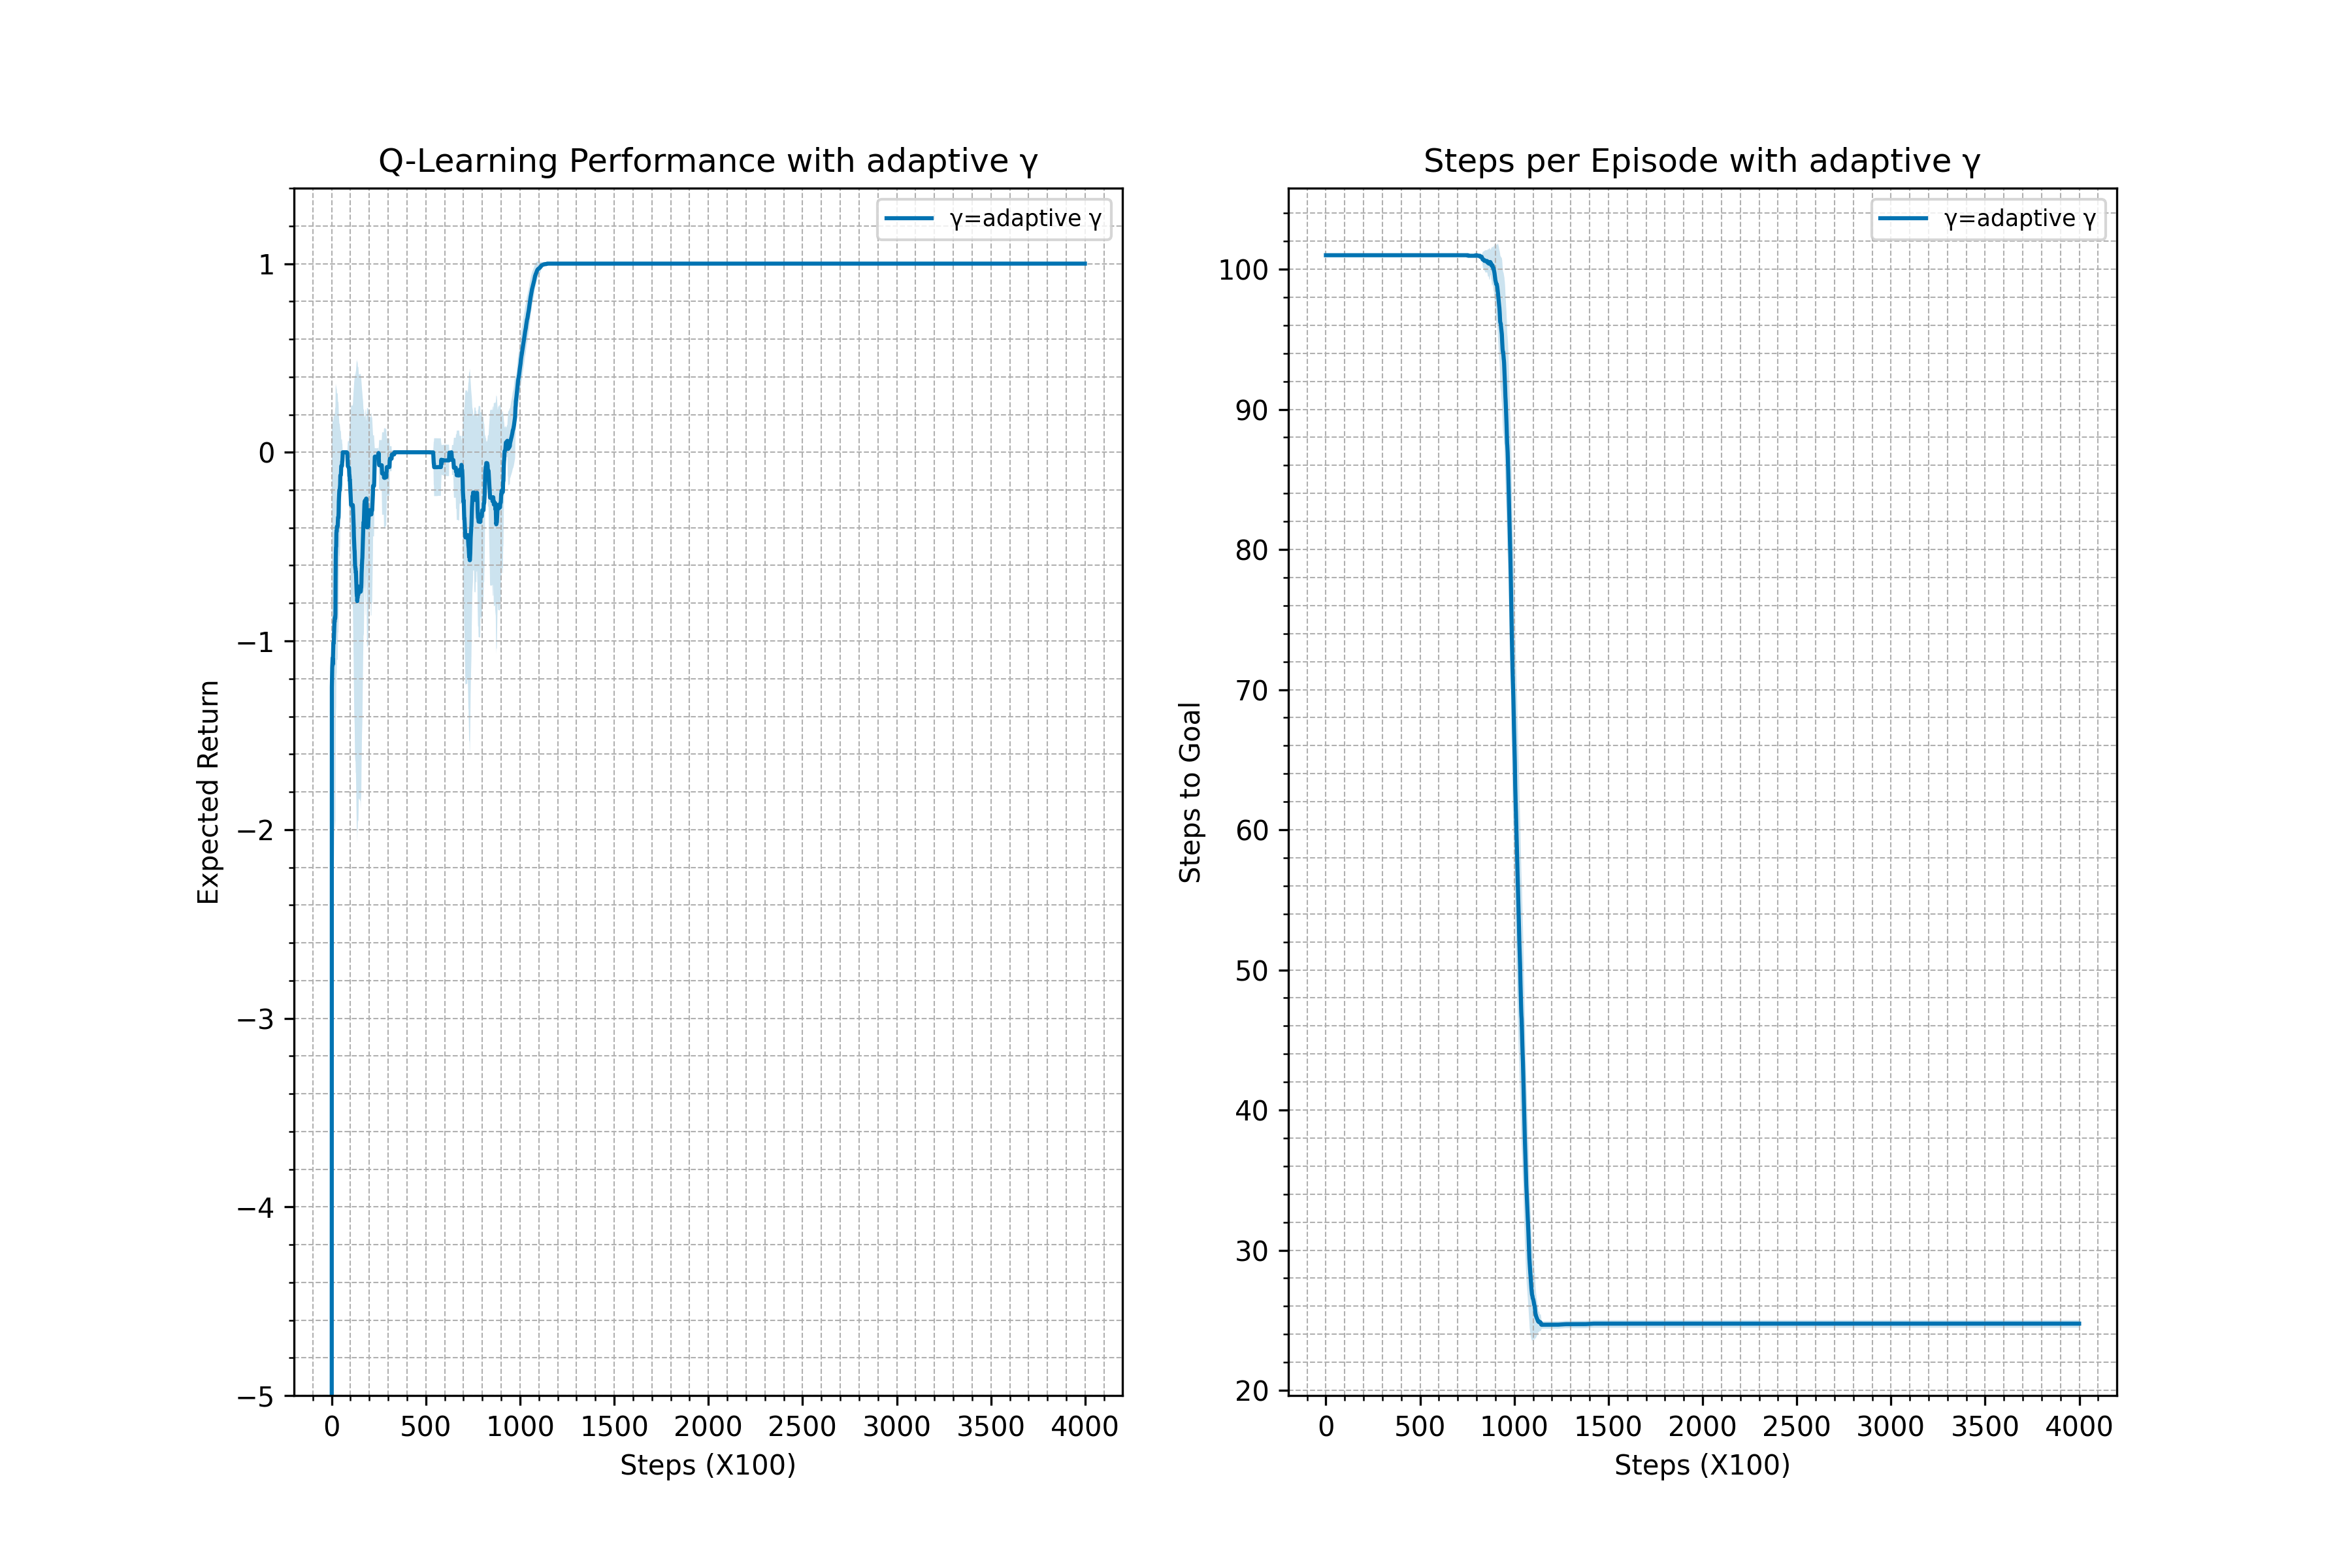 Q-Learning Performance with adaptive γ
γ=adaptive γ
Expected Return
1
0
−1
−2
−3
−4
−5
0 500 1000 1500 2000 2500 3000 3500 4000
Steps (X100)
Steps per Episode with adaptive γ
γ=adaptive γ
Steps to Goal
100
90
80
70
60
50
40
30
20
0 500 1000 1500 2000 2500 3000 3500 4000
Steps (X100)